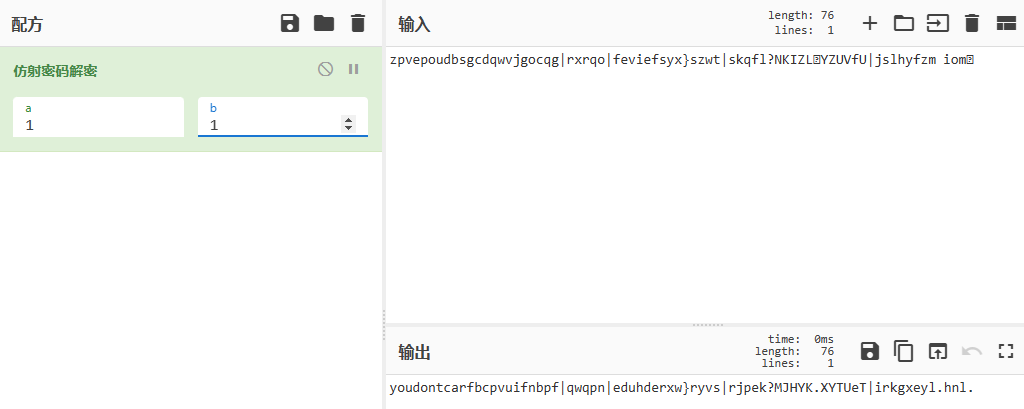 配方
仿射密码解密
a
1
b
1
输入
length: 76
lines: 1
zpvepoudbsgcdqwvjgocqg|rxrqo|feviefsyx}szwt|skqfl?NKIZL YZUVfU|jslhyfzm iom
输出
time: 0ms
length: 76
lines: 1
youdontcarfbcpvuifnbpf|qwqpn|eduhderxw}ryvs|rjpek?MJHYK.XYTUeT|irkgxeyl.hnl.